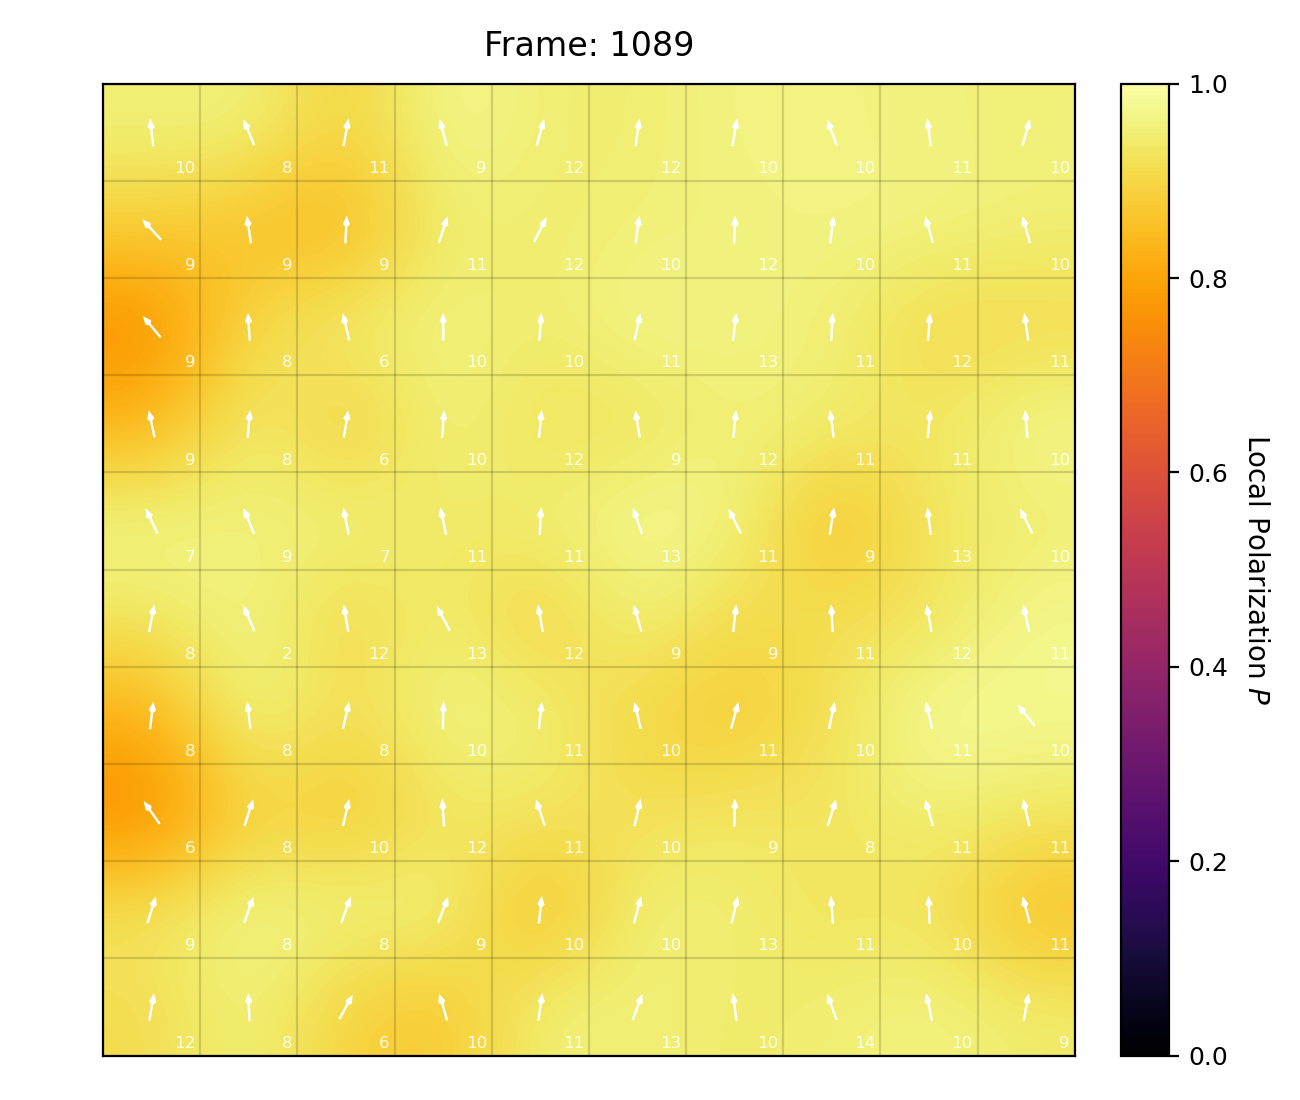 Frame: 1089
10 8 11 9 12 12 10 10 11 10
9 9 9 11 12 10 12 10 11 10
9 8 6 10 10 11 13 11 12 11
9 8 6 10 12 9 12 11 11 10
7 9 7 11 11 13 11 9 13 10
8 2 12 13 12 9 9 11 12 11
8 8 8 10 11 10 11 10 11 10
6 8 10 12 11 10 9 8 11 11
9 8 8 9 10 10 13 11 10 11
12 8 6 10 11 13 10 14 10 9
1.0
0.8
0.6
0.4
0.2
0.0
Local Polarization P